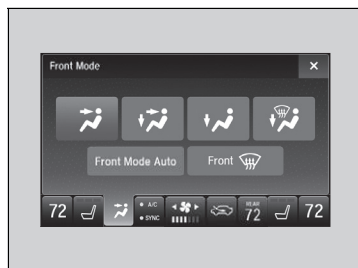 Front Mode
Front Mode Auto
Front
72
A/C
SYNC
REAR
72
72